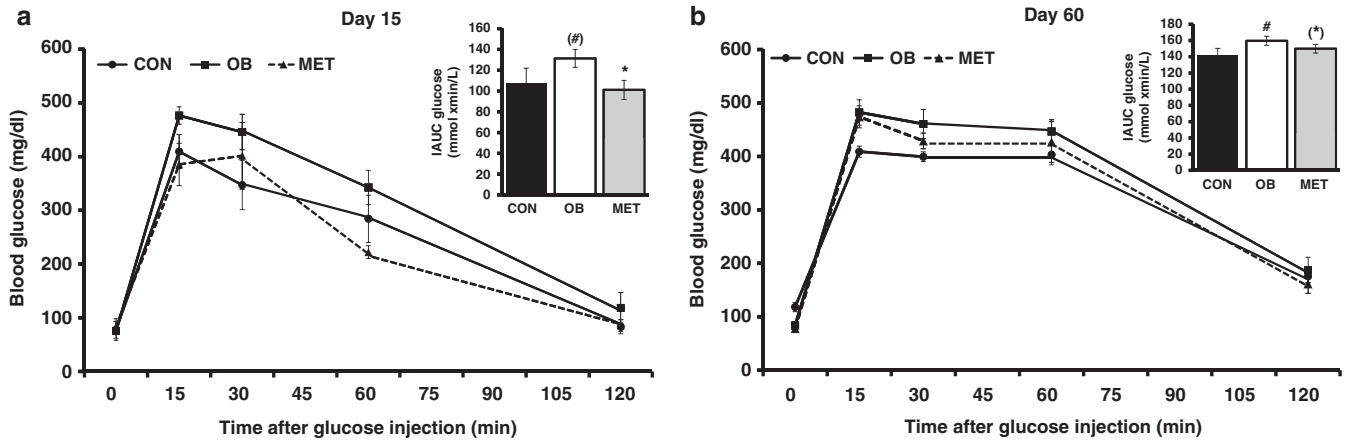 a
Day 15
600
500
400
300
200
100
0
Blood glucose (mg/dl)
CON OB MET
0 15 30 45 60 75 90 105 120
Time after glucose injection (min)
160
140
120
100
80
60
40
20
0
IAUC glucose
(mmol xmin/L)
(#)
*
CON OB MET
b
Day 60
600
500
400
300
200
100
0
Blood glucose (mg/dl)
CON OB MET
0 15 30 45 60 75 90 105 120
Time after glucose injection (min)
180
160
140
120
100
80
60
40
20
0
IAUC glucose
(mmol xmin/L)
#
(*)
CON OB MET